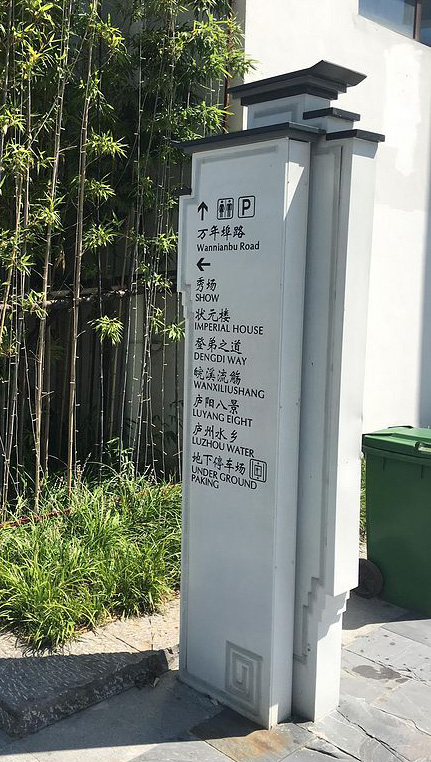 ↑ P
万年埠路
Wannianbu Road
←
秀场
SHOW
状元楼
IMPERIAL HOUSE
登弟之道
DENGDI WAY
皖溪流觞
WANXILIUSHANG
庐阳八景
LUYANG EIGHT
庐州水乡
LUZHOU WATER
地下停车场
UNDER GROUND
PAKING